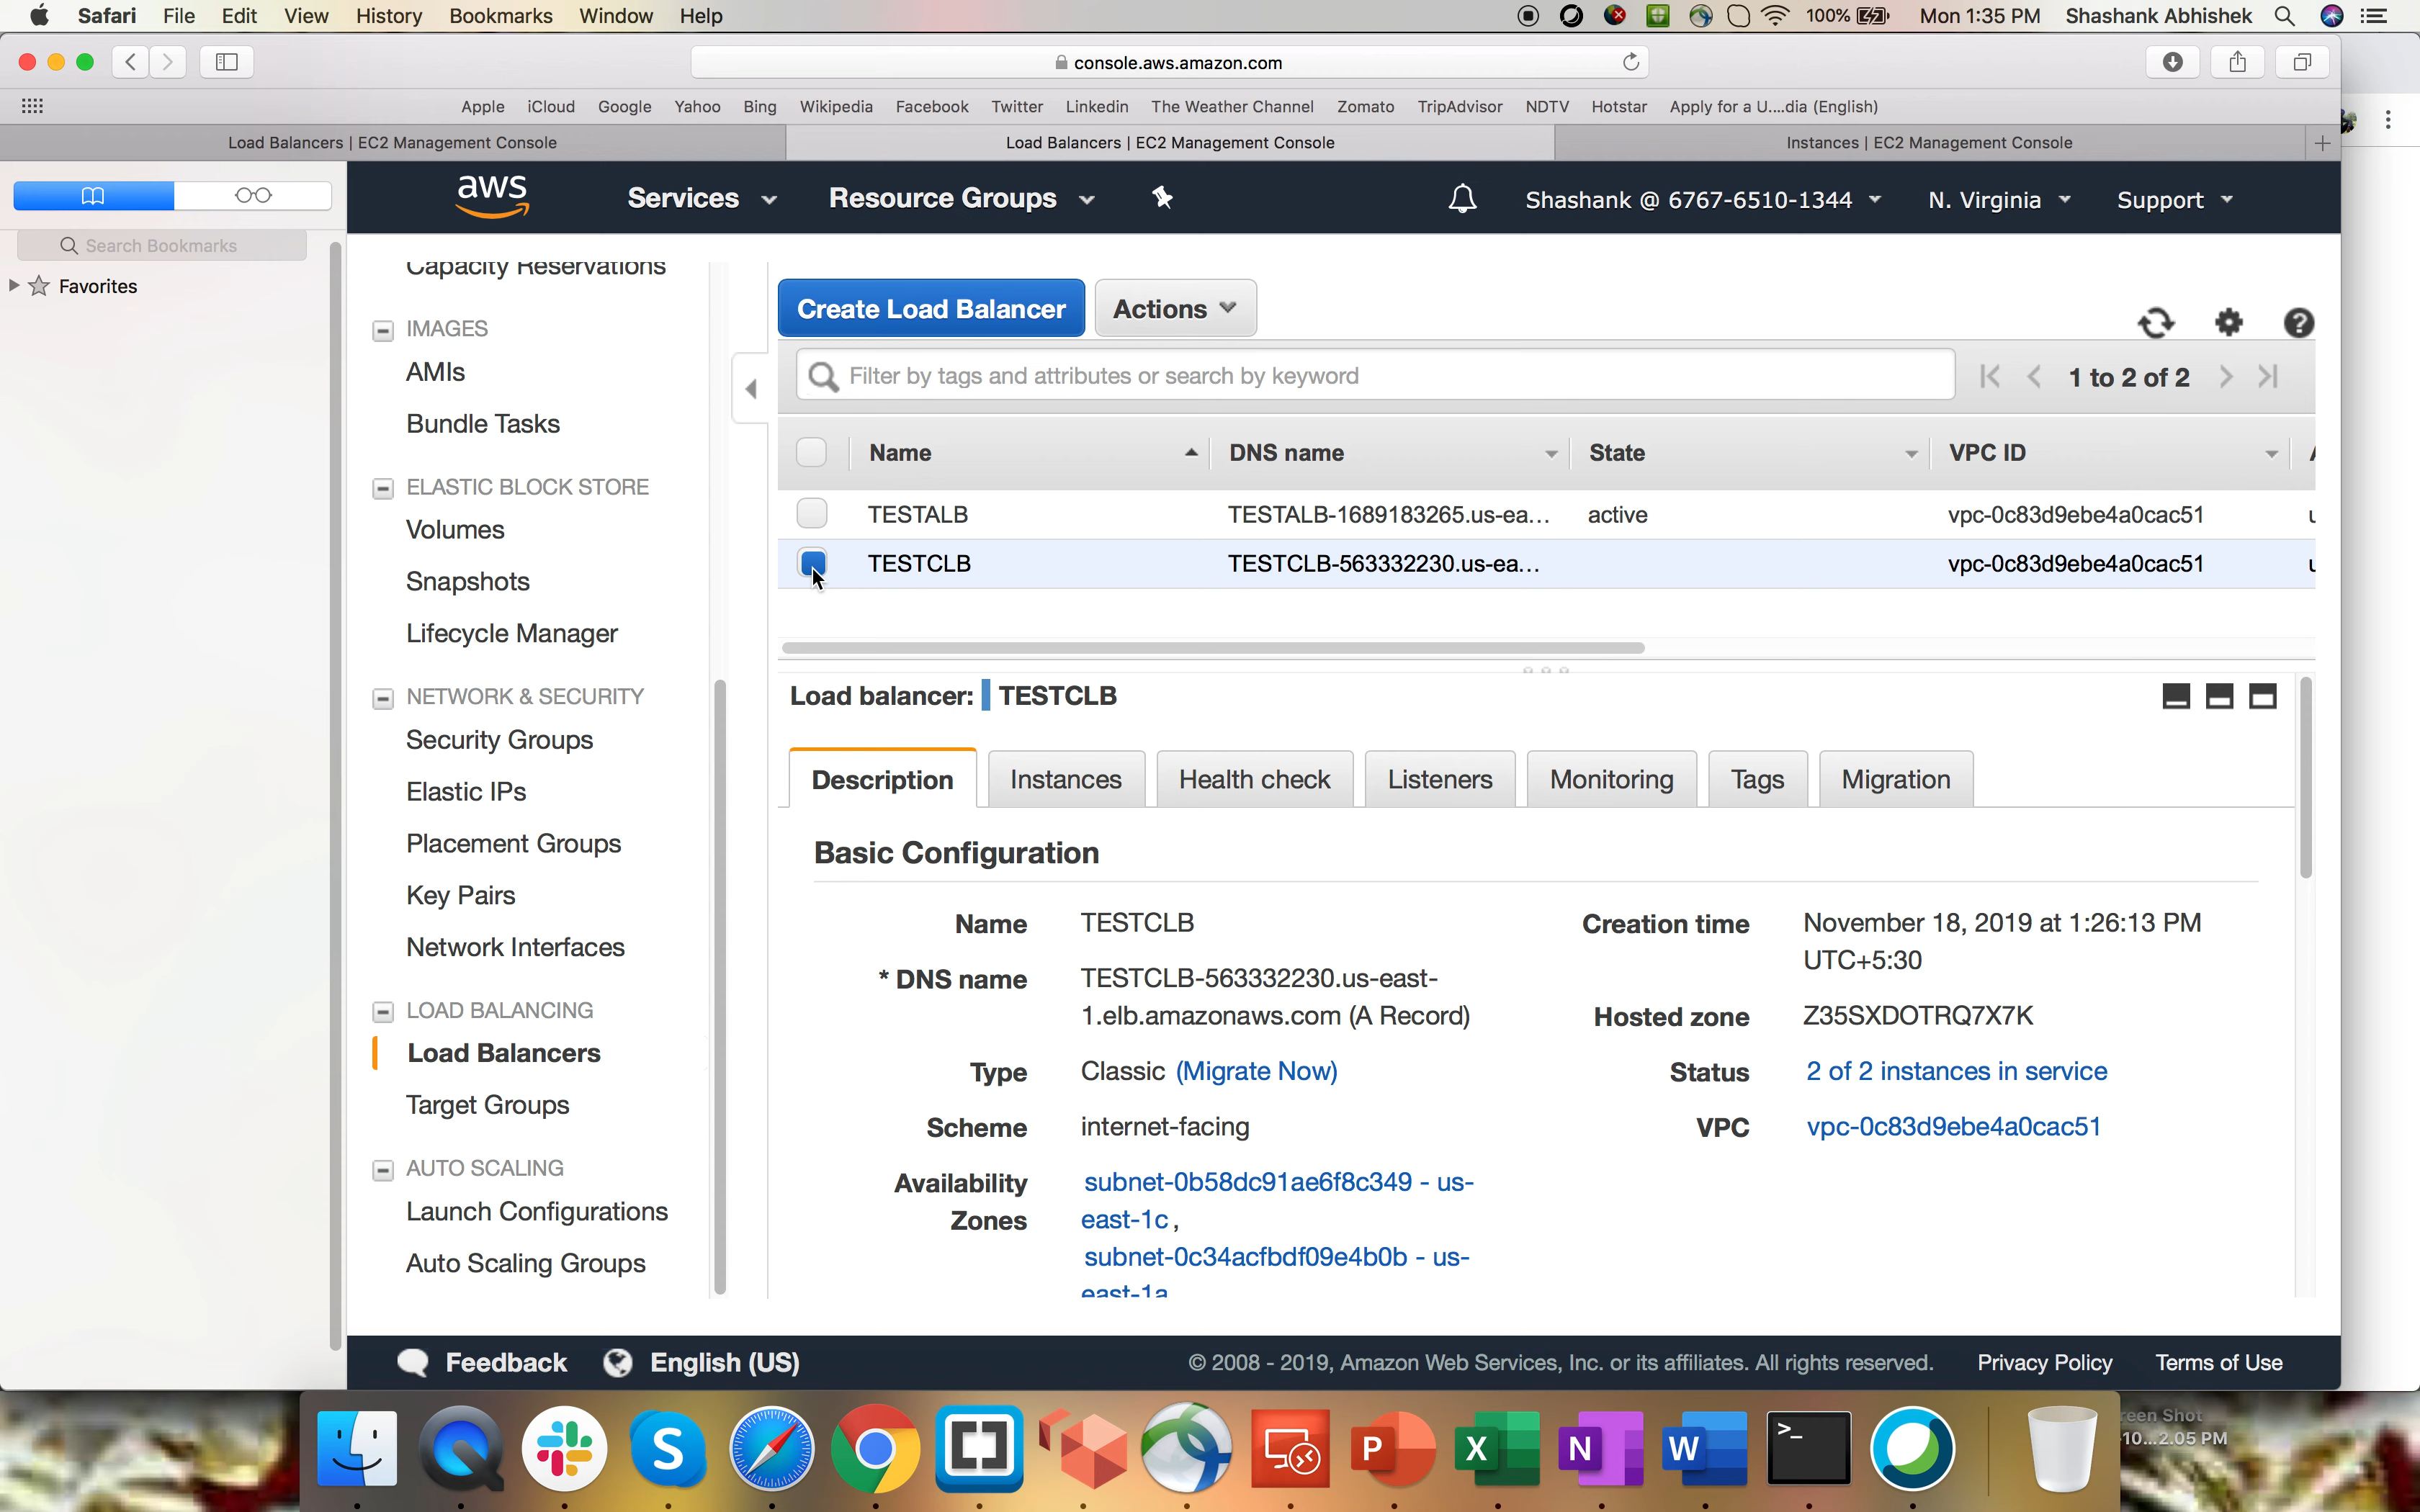 Safari File Edit View History Bookmarks Window Help 100% Mon 1:35 PM Shashank Abhishek
console.aws.amazon.com
Apple iCloud Google Yahoo Bing Wikipedia Facebook Twitter Linkedin The Weather Channel Zomato TripAdvisor NDTV Hotstar Apply for a U....dia (English)
Load Balancers | EC2 Management Console Load Balancers | EC2 Management Console Instances | EC2 Management Console
aws Services Resource Groups Shashank @ 6767-6510-1344 N. Virginia Support
Search Bookmarks
Favorites
Capacity Reservations
IMAGES
AMIs
Bundle Tasks
ELASTIC BLOCK STORE
Volumes
Snapshots
Lifecycle Manager
NETWORK & SECURITY
Security Groups
Elastic IPs
Placement Groups
Key Pairs
Network Interfaces
LOAD BALANCING
Load Balancers
Target Groups
AUTO SCALING
Launch Configurations
Auto Scaling Groups
Create Load Balancer Actions
Filter by tags and attributes or search by keyword 1 to 2 of 2
Name DNS name State VPC ID
TESTALB TESTALB-1689183265.us-ea... active vpc-0c83d9ebe4a0cac51
TESTCLB TESTCLB-563332230.us-ea... vpc-0c83d9ebe4a0cac51
Load balancer: TESTCLB
Description Instances Health check Listeners Monitoring Tags Migration
Basic Configuration
Name TESTCLB Creation time November 18, 2019 at 1:26:13 PM
UTC+5:30
* DNS name TESTCLB-563332230.us-east-
1.elb.amazonaws.com (A Record) Hosted zone Z35SXDOTRQ7X7K
Type Classic (Migrate Now) Status 2 of 2 instances in service
Scheme internet-facing VPC vpc-0c83d9ebe4a0cac51
Availability Zones subnet-0b58dc91ae6f8c349 - us-
east-1c,
subnet-0c34acfbdf09e4b0b - us-
east-1a
Feedback English (US) © 2008 - 2019, Amazon Web Services, Inc. or its affiliates. All rights reserved. Privacy Policy Terms of Use
Shot
10...2.05 PM